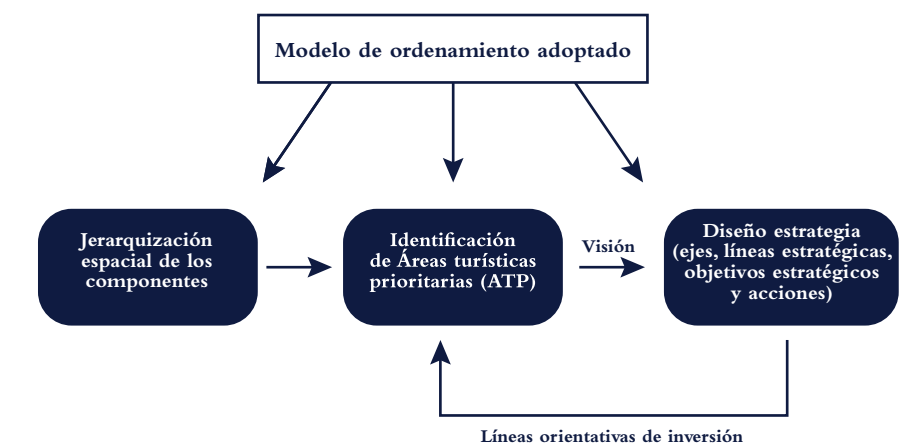 Modelo de ordenamiento adoptado
Jerarquización
espacial de los
componentes
Identificación
de Áreas turísticas
prioritarias (ATP)
Visión
Diseño estrategia
(ejes, líneas estratégicas,
objetivos estratégicos
y acciones)
Líneas orientativas de inversión